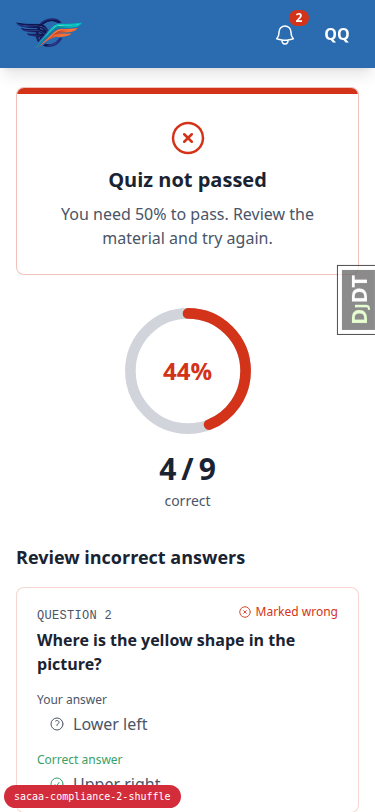 2
QQ
Quiz not passed
You need 50% to pass. Review the
material and try again.
DJDT
44%
4/9
correct
Review incorrect answers
QUESTION 2
Marked wrong
Where is the yellow shape in the
picture?
Your answer
Lower left
Correct answer
Upper right
sacaa-compliance-2-shuffle